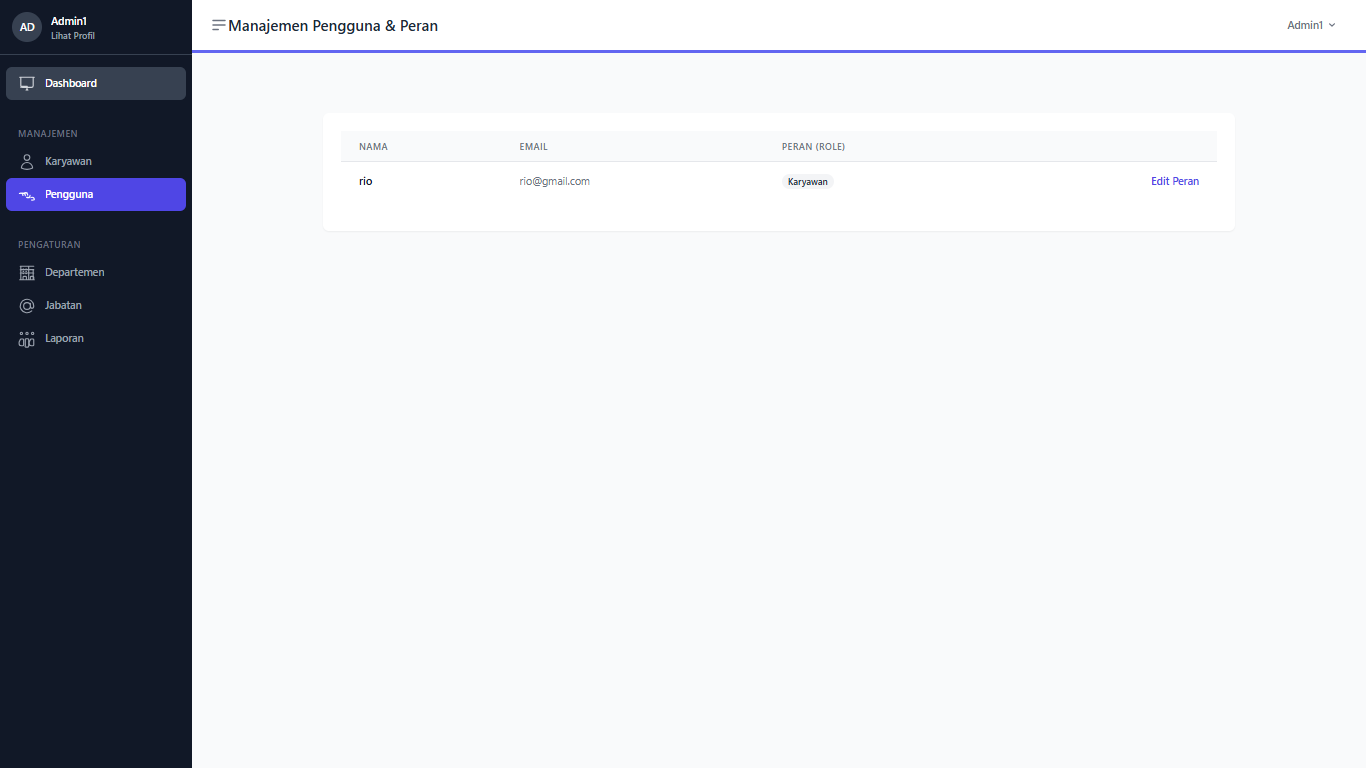 AD
Admin1
Lihat Profil
Dashboard
MANAJEMEN
Karyawan
Pengguna
PENGATURAN
Departemen
Jabatan
Laporan
Manajemen Pengguna & Peran
Admin1
NAMA EMAIL PERAN (ROLE)
rio rio@gmail.com Karyawan Edit Peran